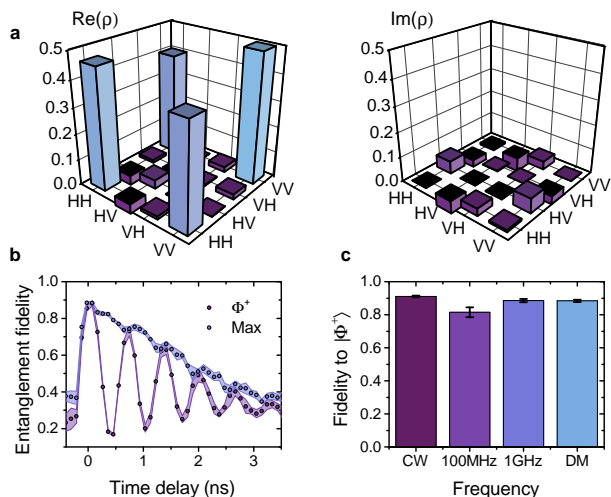 a
Re(ρ)
0.5
0.4
0.3
0.2
0.1
0.0
HH
HV
VH
VV
HH
HV
VH
VV
Im(ρ)
0.5
0.4
0.3
0.2
0.1
0.0
HH
HV
VH
VV
HH
HV
VH
VV
b
Entanglement fidelity
1.0
0.8
0.6
0.4
0.2
Φ+
Max
0
1
2
3
Time delay (ns)
c
Fidelity to |Φ+⟩
1.0
0.8
0.6
0.4
0.2
0.0
CW
100MHz
1GHz
DM
Frequency